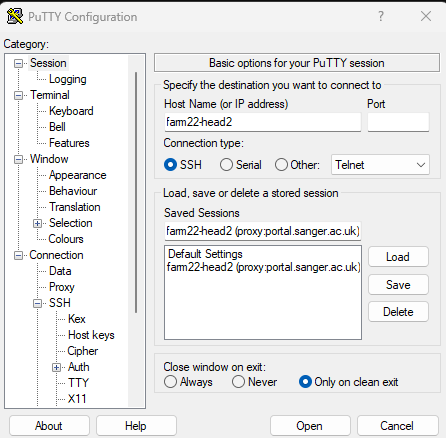 PuTTY Configuration
?
Category:
Session
Logging
Terminal
Keyboard
Bell
Features
Window
Appearance
Behaviour
Translation
Selection
Colours
Connection
Data
Proxy
SSH
Kex
Host keys
Cipher
Auth
TTY
X11
Basic options for your PuTTY session
Specify the destination you want to connect to
Host Name (or IP address) Port
farm22-head2
Connection type:
SSH Serial Other: Telnet
Load, save or delete a stored session
Saved Sessions
farm22-head2 (proxy:portal.sanger.ac.uk)
Default Settings
farm22-head2 (proxy:portal.sanger.ac.uk)
Load
Save
Delete
Close window on exit:
Always Never Only on clean exit
About Help Open Cancel